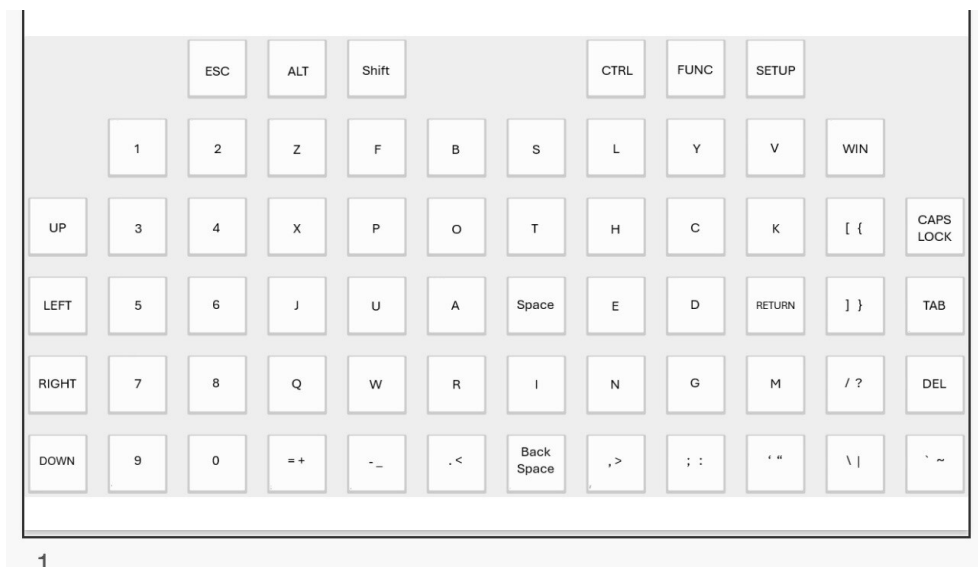 ESC ALT Shift CTRL FUNC SETUP
1 2 Z F B S L Y V WIN
UP 3 4 X P O T H C K [ { CAPS LOCK
LEFT 5 6 J U A Space E D RETURN ] } TAB
RIGHT 7 8 Q W R I N G M / ? DEL
DOWN 9 0 = + - _ . < Back Space , > ; : ‘ “ \ | ` ~
1